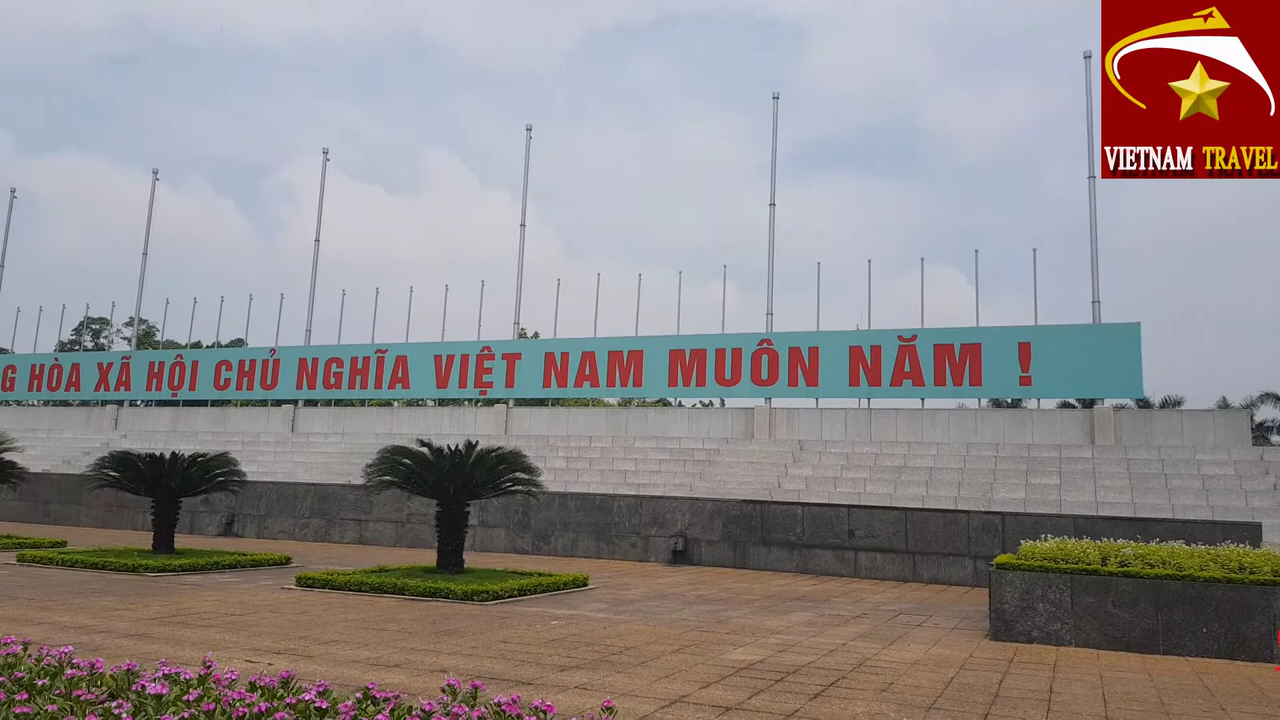 G HÒA XÃ HỘI CHỦ NGHĨA VIỆT NAM MUÔN NĂM !
VIETNAM TRAVEL